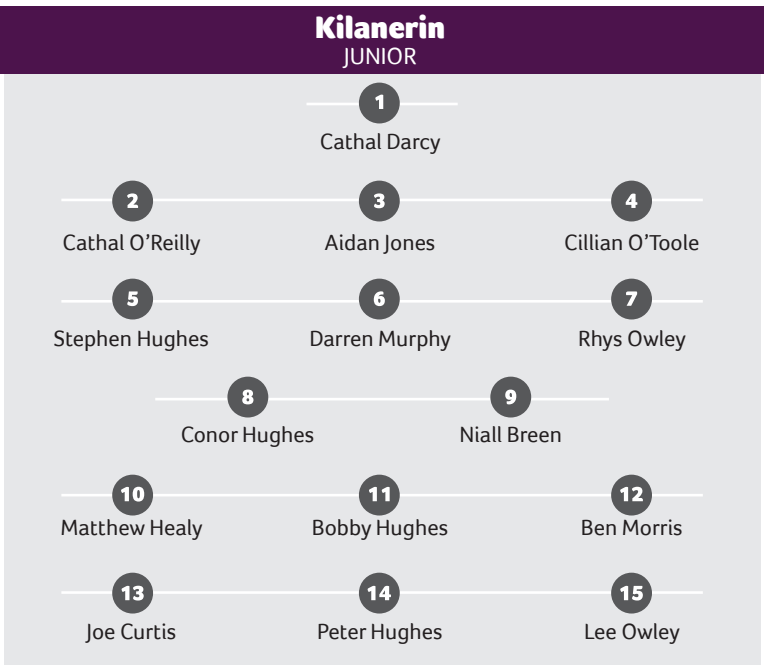 Kilanerin
JUNIOR
1
Cathal Darcy
2 3 4
Cathal O’Reilly Aidan Jones Cillian O’Toole
5 6 7
Stephen Hughes Darren Murphy Rhys Owley
8 9
Conor Hughes Niall Breen
10 11 12
Matthew Healy Bobby Hughes Ben Morris
13 14 15
Joe Curtis Peter Hughes Lee Owley